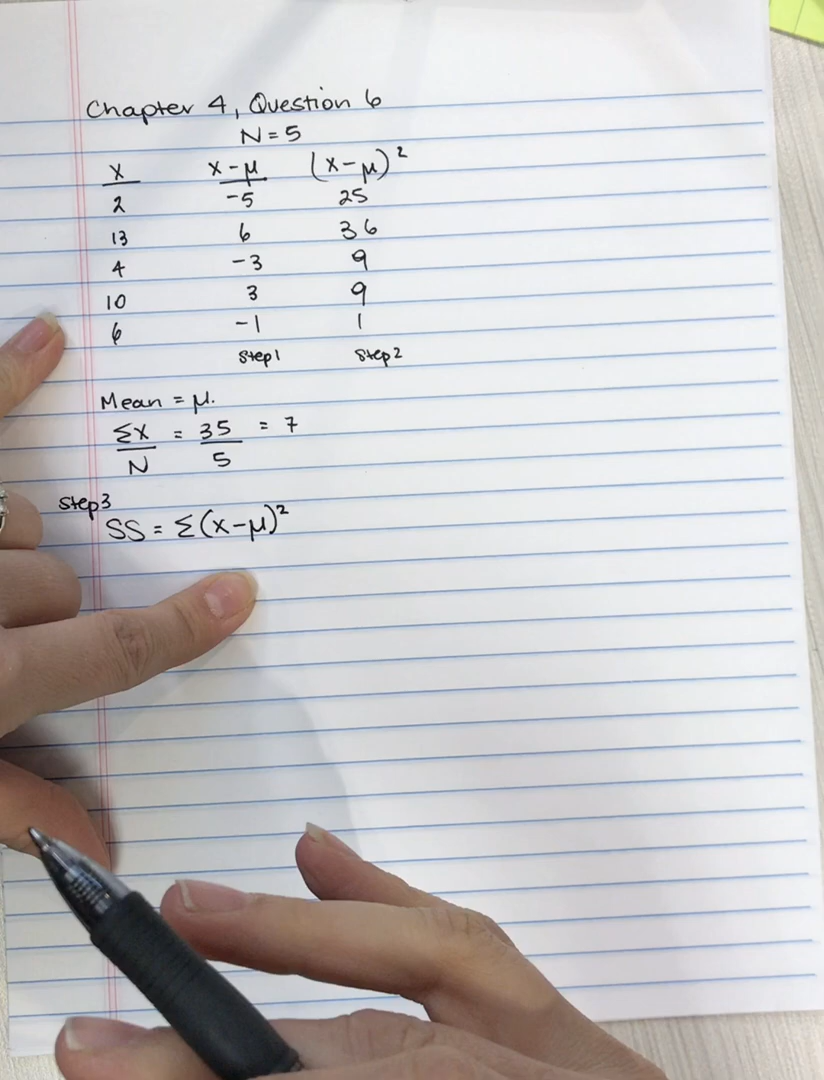 Chapter 4, Question 6
N = 5
x x-μ (x-μ)²
2 -5 25
13 6 36
4 -3 9
10 3 9
6 -1 1
step1 step2
Mean = μ.
Σx = 35 = 7
N 5
step3
SS = Σ(x-μ)²